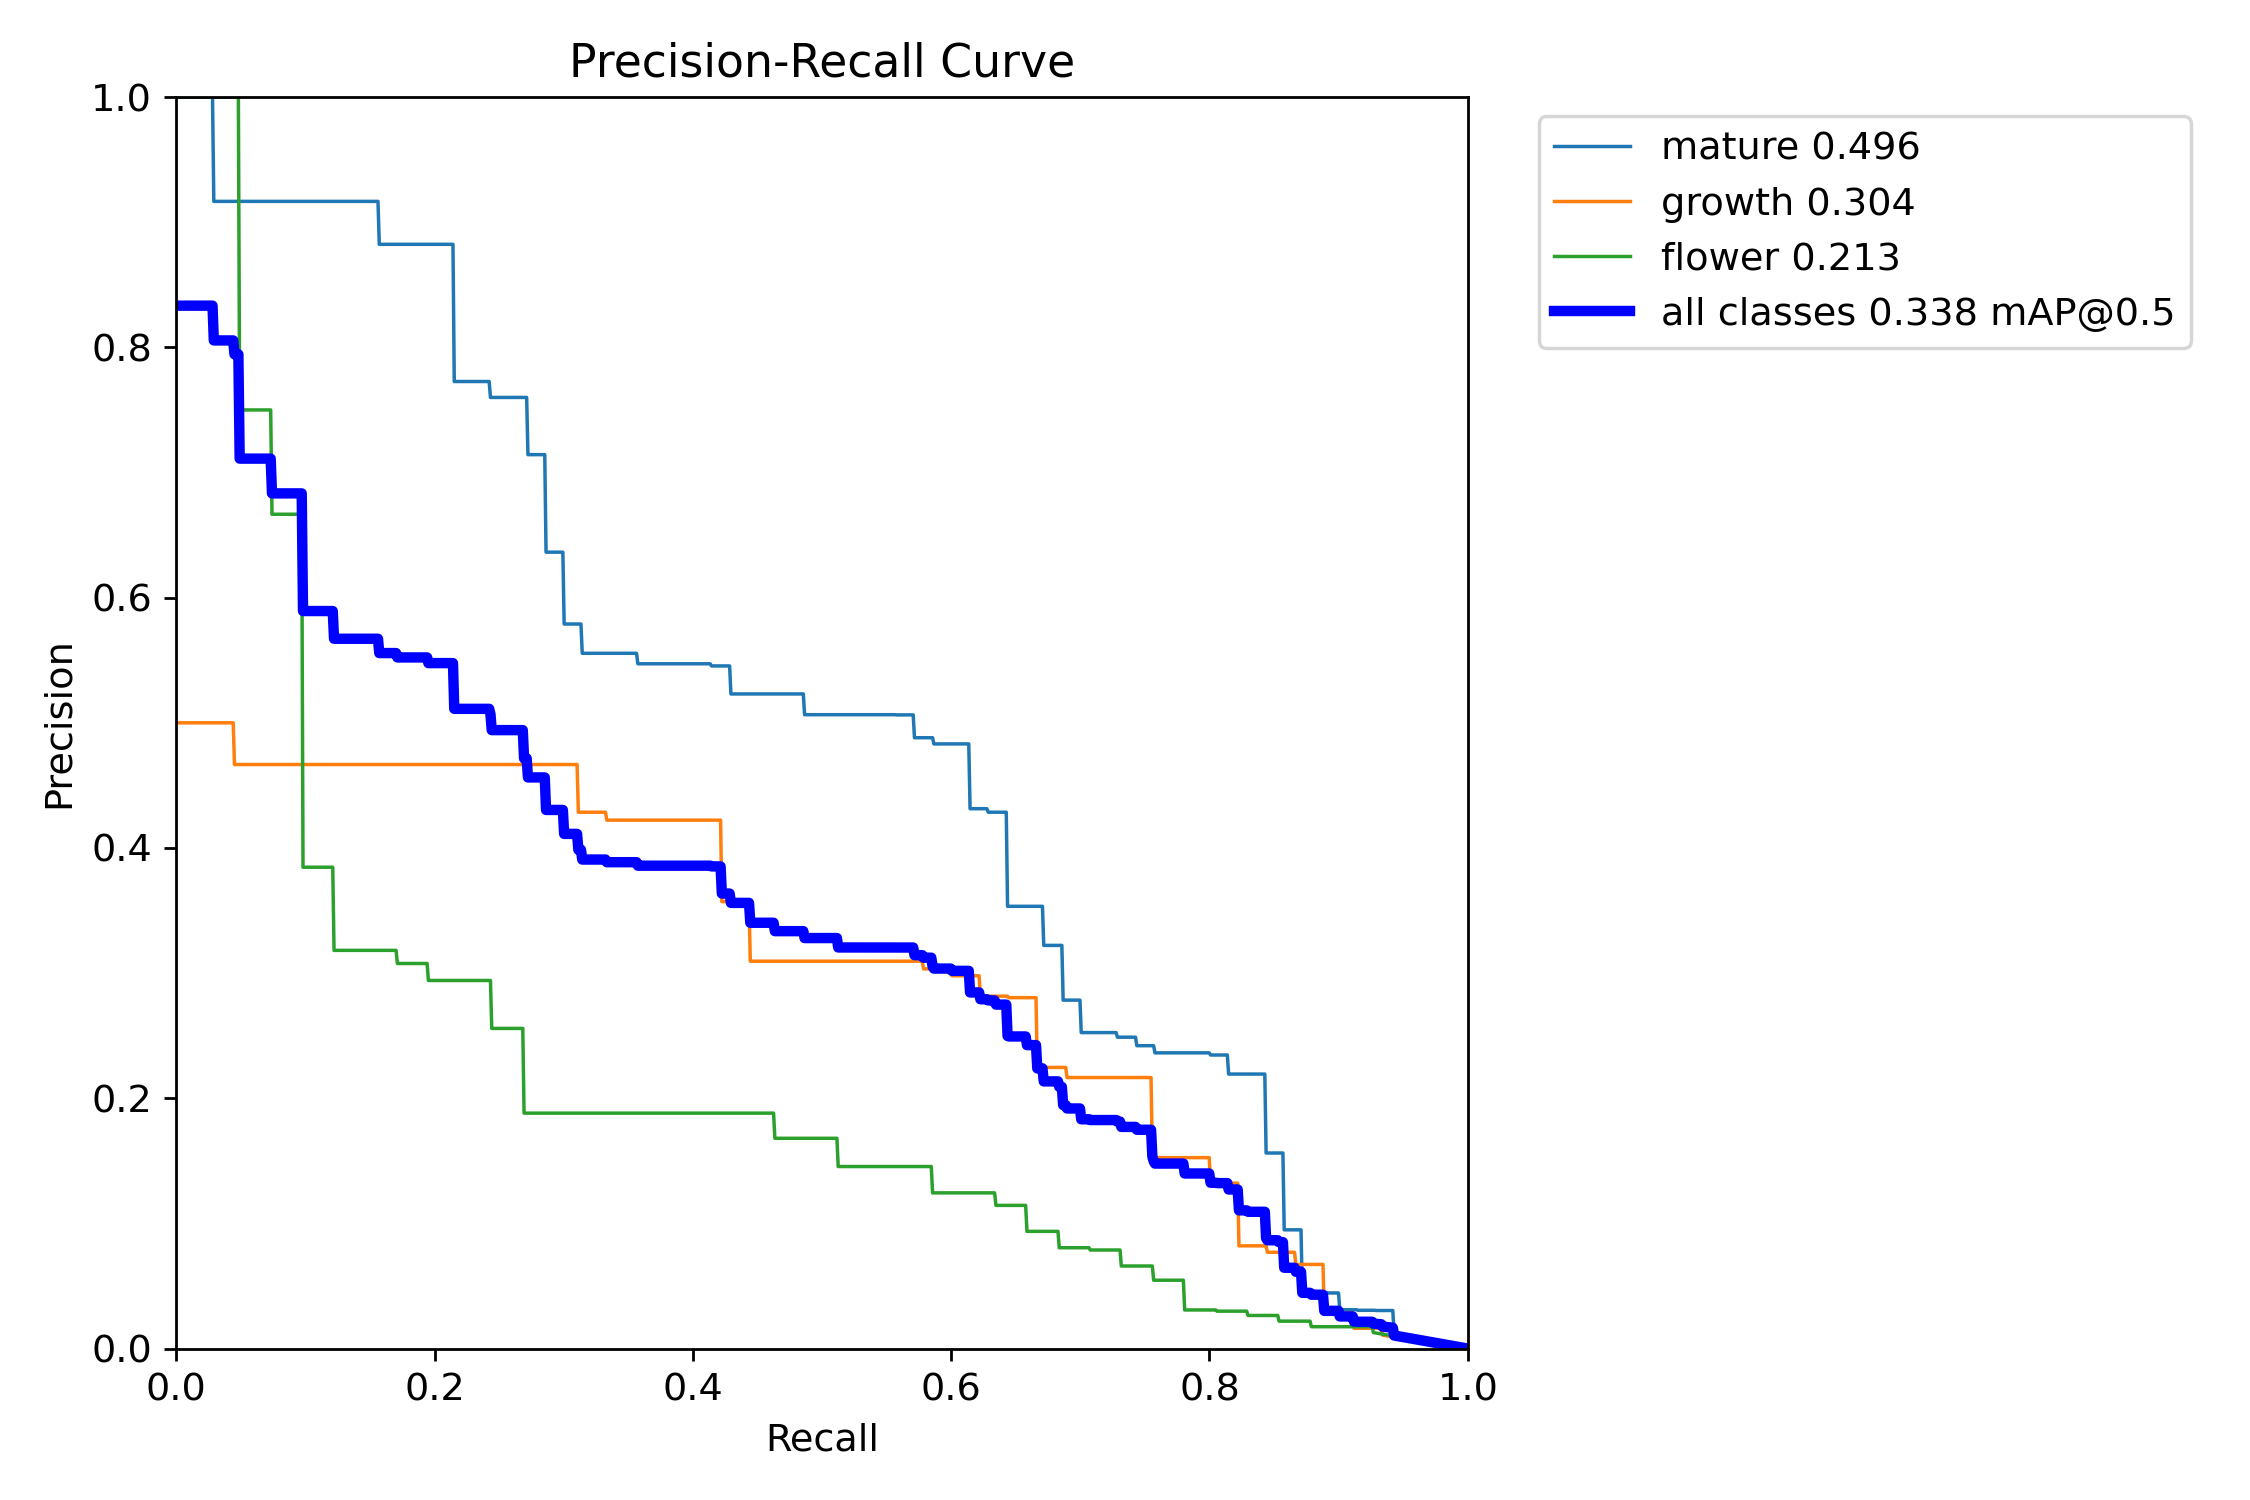 Precision-Recall Curve
1.0
0.8
0.6
0.4
0.2
0.0
Precision
0.0 0.2 0.4 0.6 0.8 1.0
Recall
mature 0.496
growth 0.304
flower 0.213
all classes 0.338 mAP@0.5